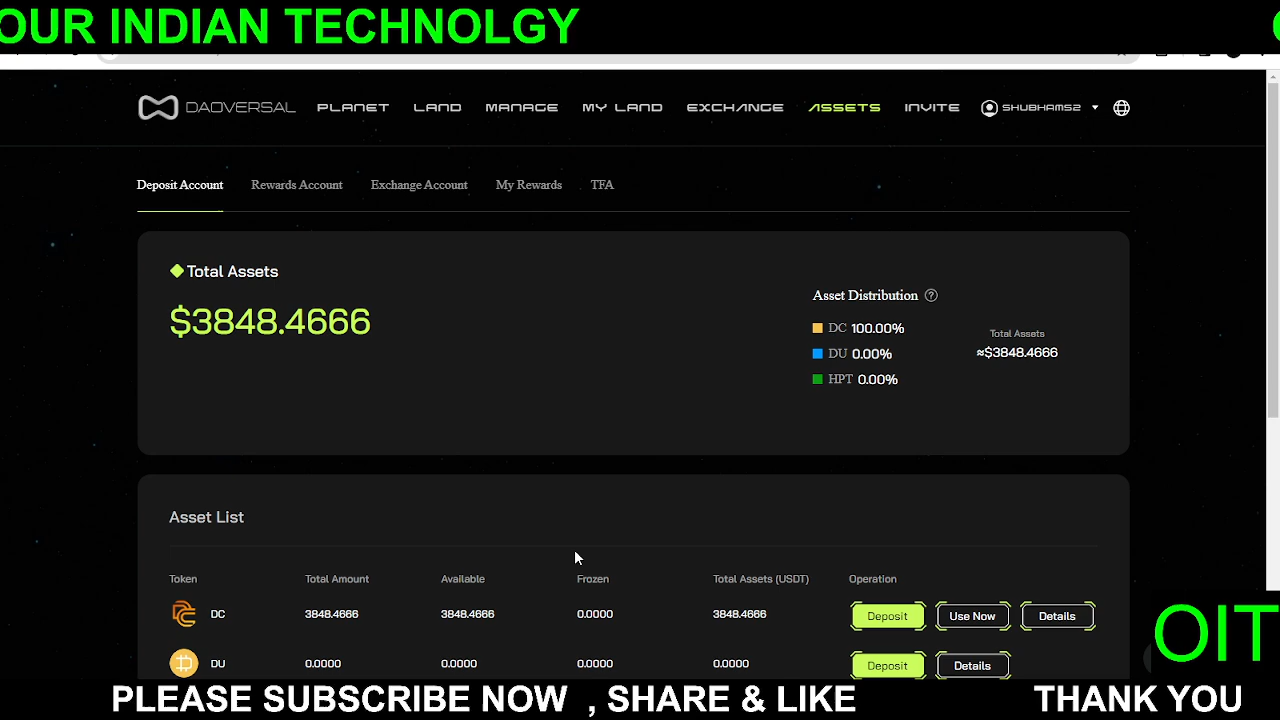 OUR INDIAN TECHNOLGY
DAOVERSAL PLANET LAND MANAGE MY LAND EXCHANGE ASSETS INVITE SHUBHAMS2
Deposit Account Rewards Account Exchange Account My Rewards TFA
Total Assets
$3848.4666
Asset Distribution ?
DC 100.00%
DU 0.00%
HPT 0.00%
Total Assets
≈$3848.4666
Asset List
Token Total Amount Available Frozen Total Assets (USDT) Operation
DC 3848.4666 3848.4666 0.0000 3848.4666 Deposit Use Now Details
DU 0.0000 0.0000 0.0000 0.0000 Deposit Details
OIT
PLEASE SUBSCRIBE NOW , SHARE & LIKE THANK YOU